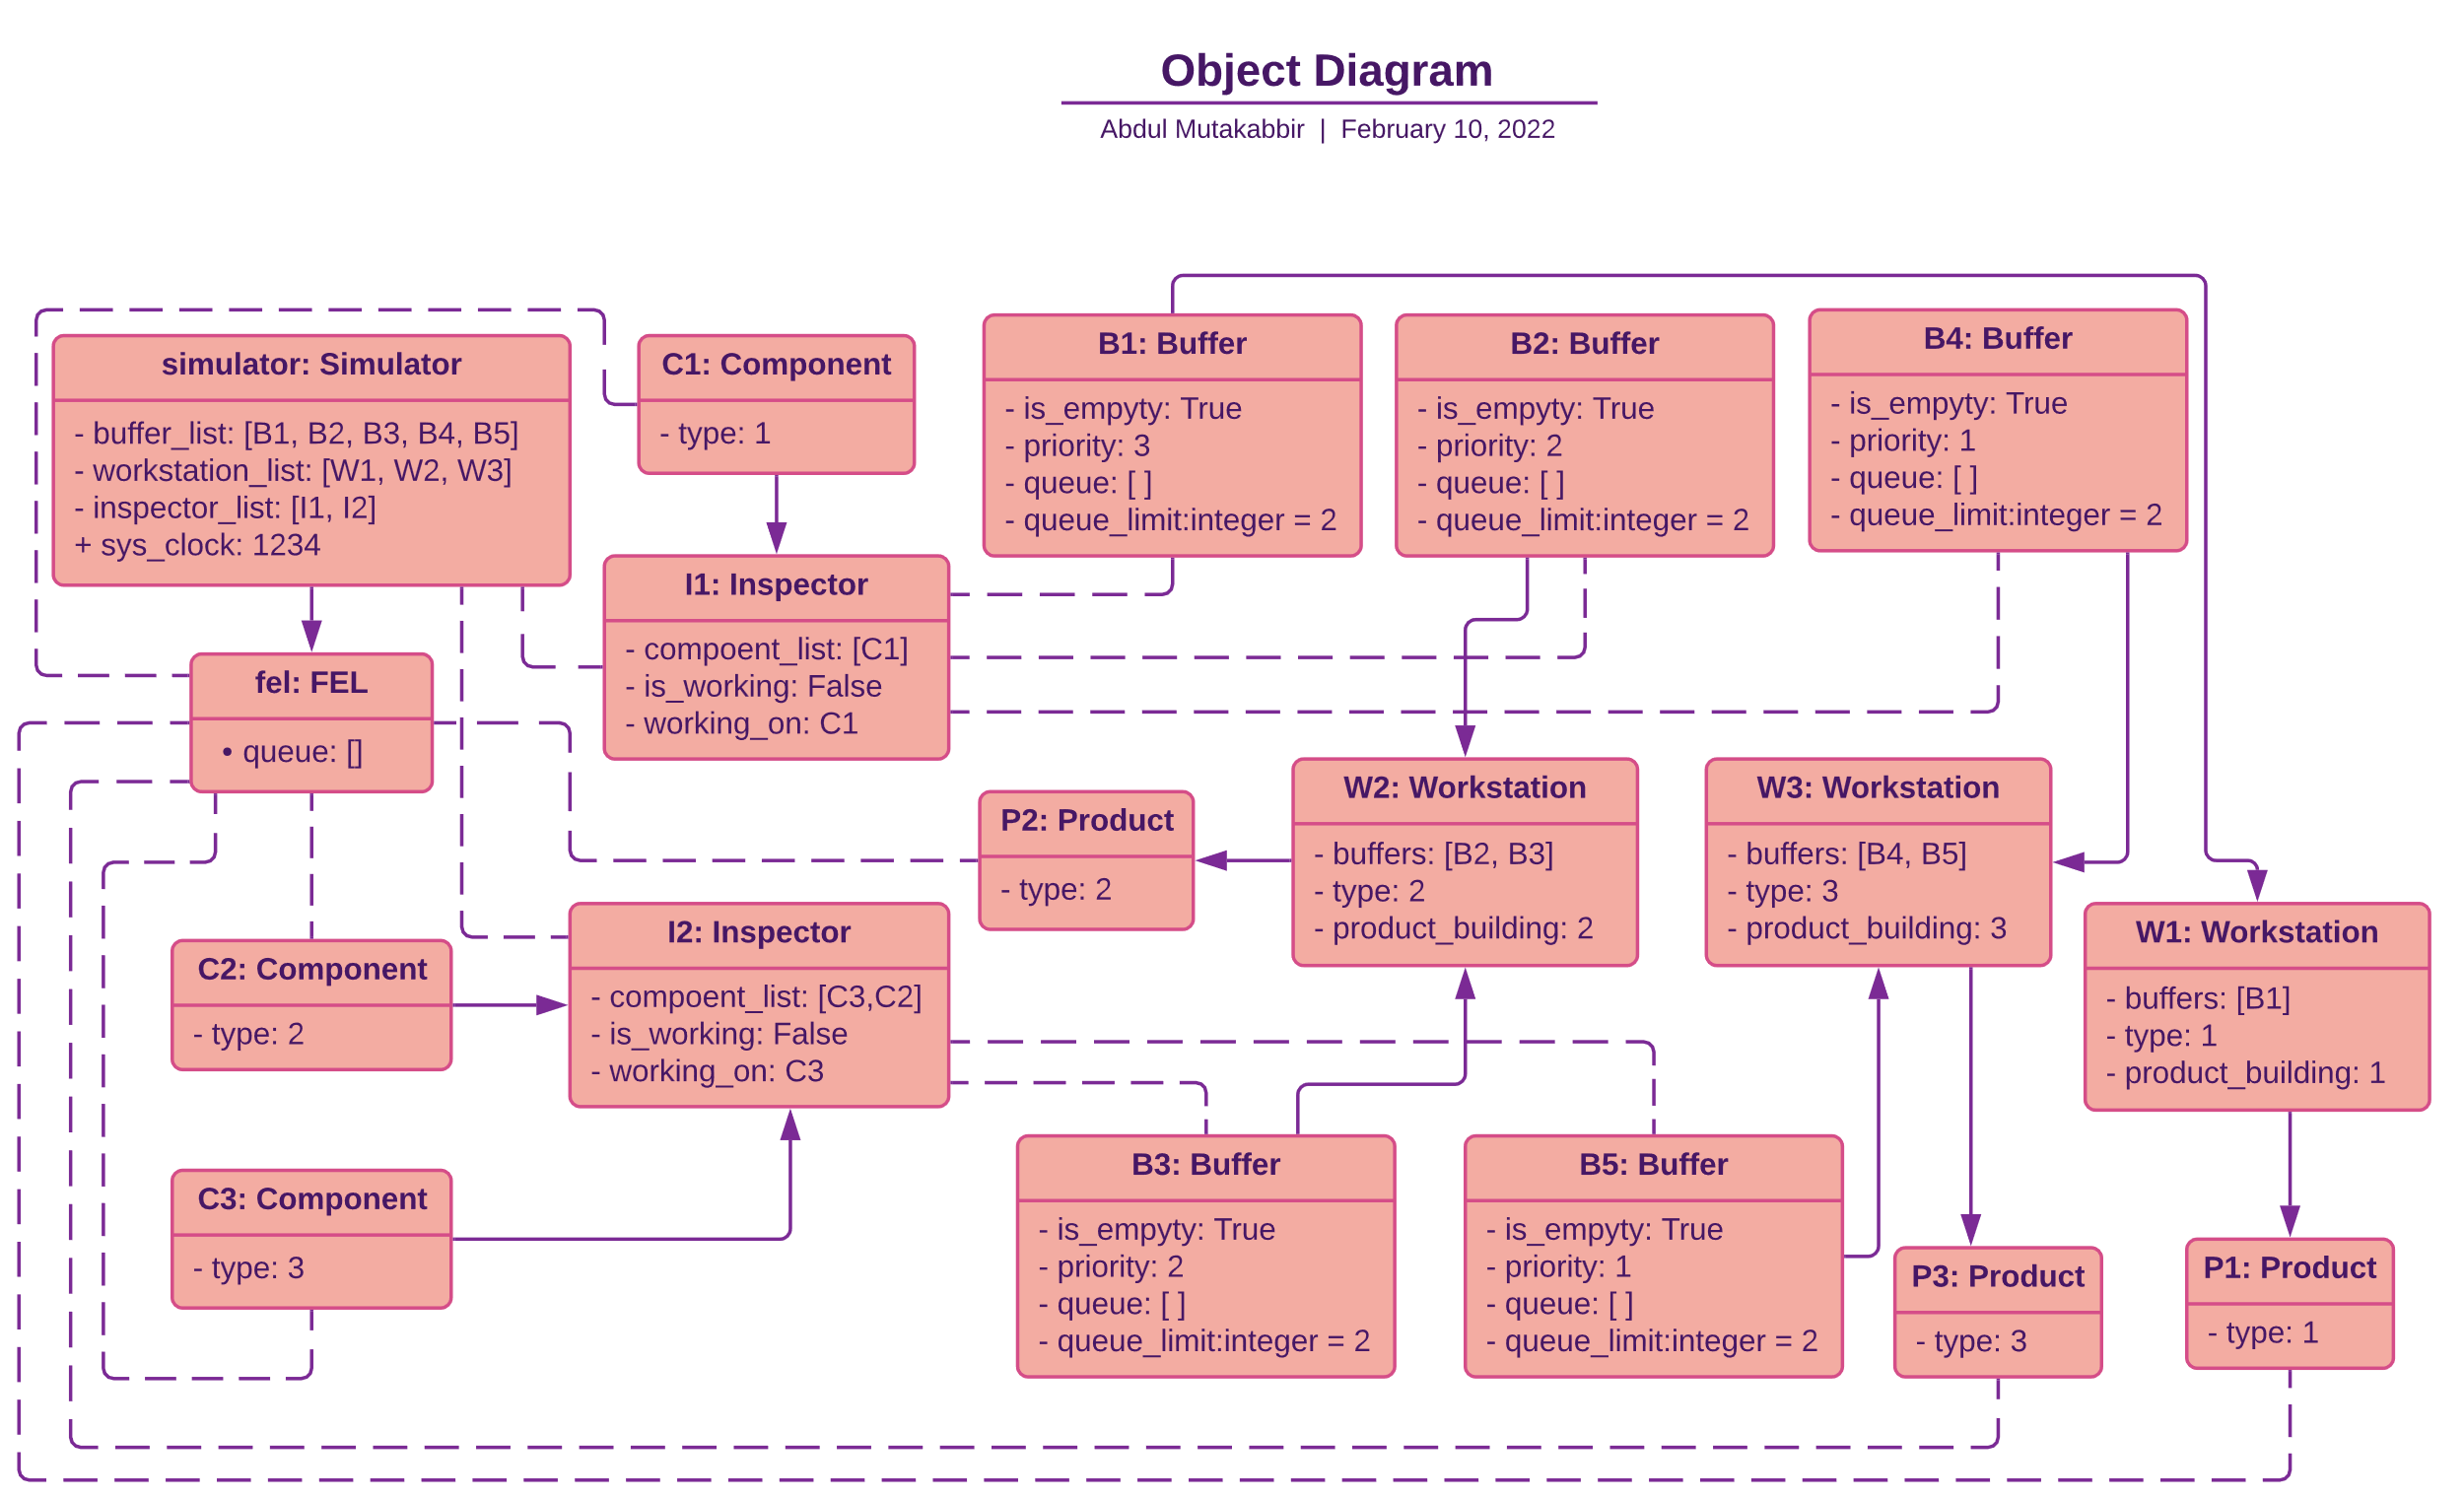 Object Diagram
Abdul Mutakabbir | February 10, 2022
simulator: Simulator
- buffer_list: [B1, B2, B3, B4, B5]
- workstation_list: [W1, W2, W3]
- inspector_list: [I1, I2]
+ sys_clock: 1234
C1: Component
- type: 1
B1: Buffer
- is_empyty: True
- priority: 3
- queue: [ ]
- queue_limit:integer = 2
B2: Buffer
- is_empyty: True
- priority: 2
- queue: [ ]
- queue_limit:integer = 2
B4: Buffer
- is_empyty: True
- priority: 1
- queue: [ ]
- queue_limit:integer = 2
I1: Inspector
- compoent_list: [C1]
- is_working: False
- working_on: C1
fel: FEL
• queue: []
P2: Product
- type: 2
W2: Workstation
- buffers: [B2, B3]
- type: 2
- product_building: 2
W3: Workstation
- buffers: [B4, B5]
- type: 3
- product_building: 3
W1: Workstation
- buffers: [B1]
- type: 1
- product_building: 1
C2: Component
- type: 2
I2: Inspector
- compoent_list: [C3,C2]
- is_working: False
- working_on: C3
C3: Component
- type: 3
B3: Buffer
- is_empyty: True
- priority: 2
- queue: [ ]
- queue_limit:integer = 2
B5: Buffer
- is_empyty: True
- priority: 1
- queue: [ ]
- queue_limit:integer = 2
P3: Product
- type: 3
P1: Product
- type: 1